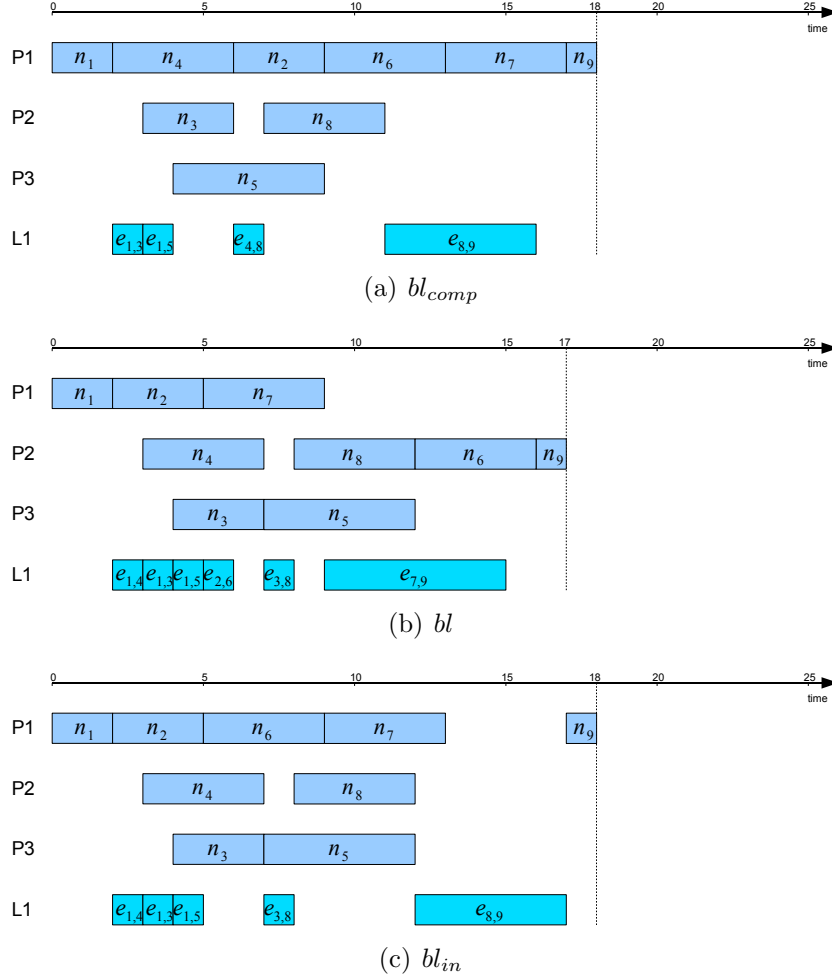 0 5 10 15 18 20 25
time
P1 n1 n4 n2 n6 n7 n9
P2 n3 n8
P3 n5
L1 e1,3 e1,5 e4,8 e8,9
(a) blcomp
0 5 10 15 17 20 25
time
P1 n1 n2 n7
P2 n4 n8 n6 n9
P3 n3 n5
L1 e1,4 e1,3 e1,5 e2,6 e3,8 e7,9
(b) bl
0 5 10 15 18 20 25
time
P1 n1 n2 n6 n7 n9
P2 n4 n8
P3 n3 n5
L1 e1,4 e1,3 e1,5 e3,8 e8,9
(c) blin